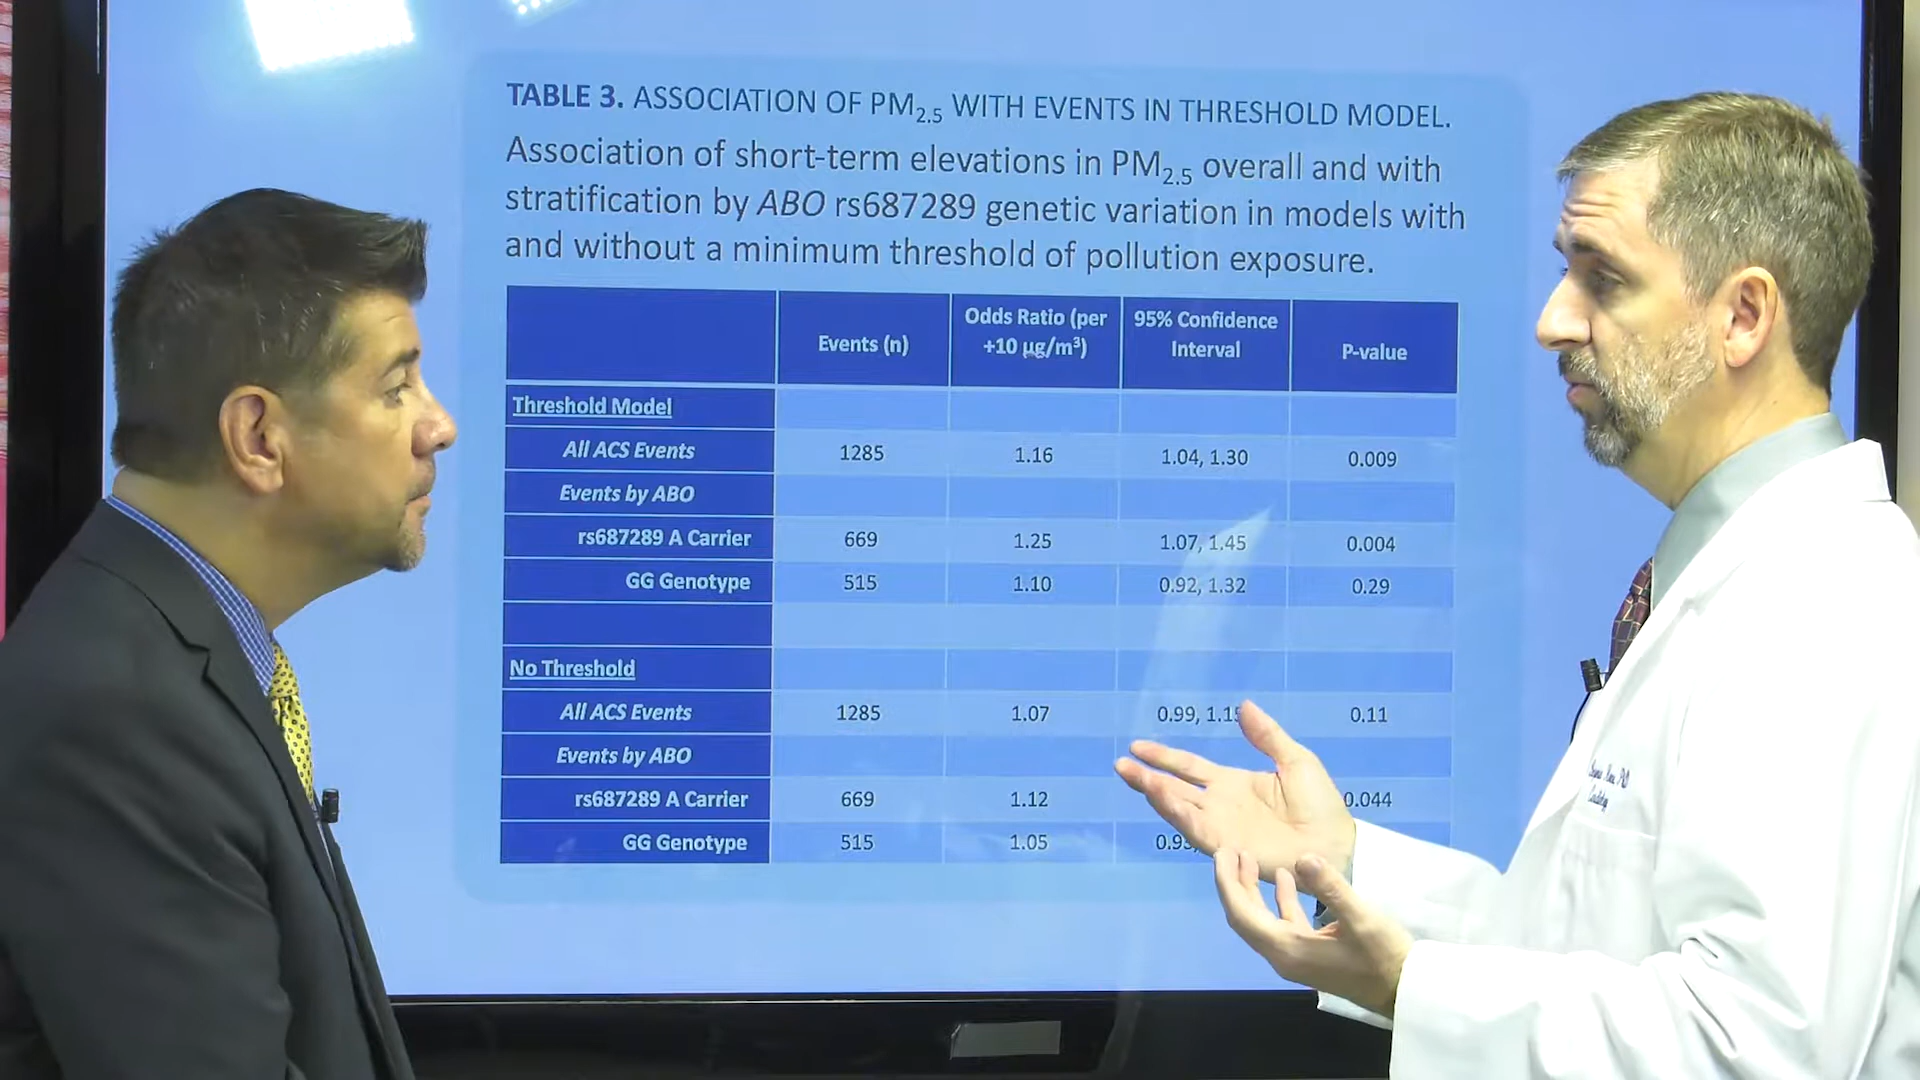 TABLE 3. ASSOCIATION OF PM2.5 WITH EVENTS IN THRESHOLD MODEL.
Association of short-term elevations in PM2.5 overall and with
stratification by ABO rs687289 genetic variation in models with
and without a minimum threshold of pollution exposure.
Events (n) Odds Ratio (per +10 µg/m³) 95% Confidence Interval P-value
Threshold Model
All ACS Events 1285 1.16 1.04, 1.30 0.009
Events by ABO
rs687289 A Carrier 669 1.25 1.07, 1.45 0.004
GG Genotype 515 1.10 0.92, 1.32 0.29
No Threshold
All ACS Events 1285 1.07 0.99, 0.11
Events by ABO
rs687289 A Carrier 669 1.12 0.044
GG Genotype 515 1.05